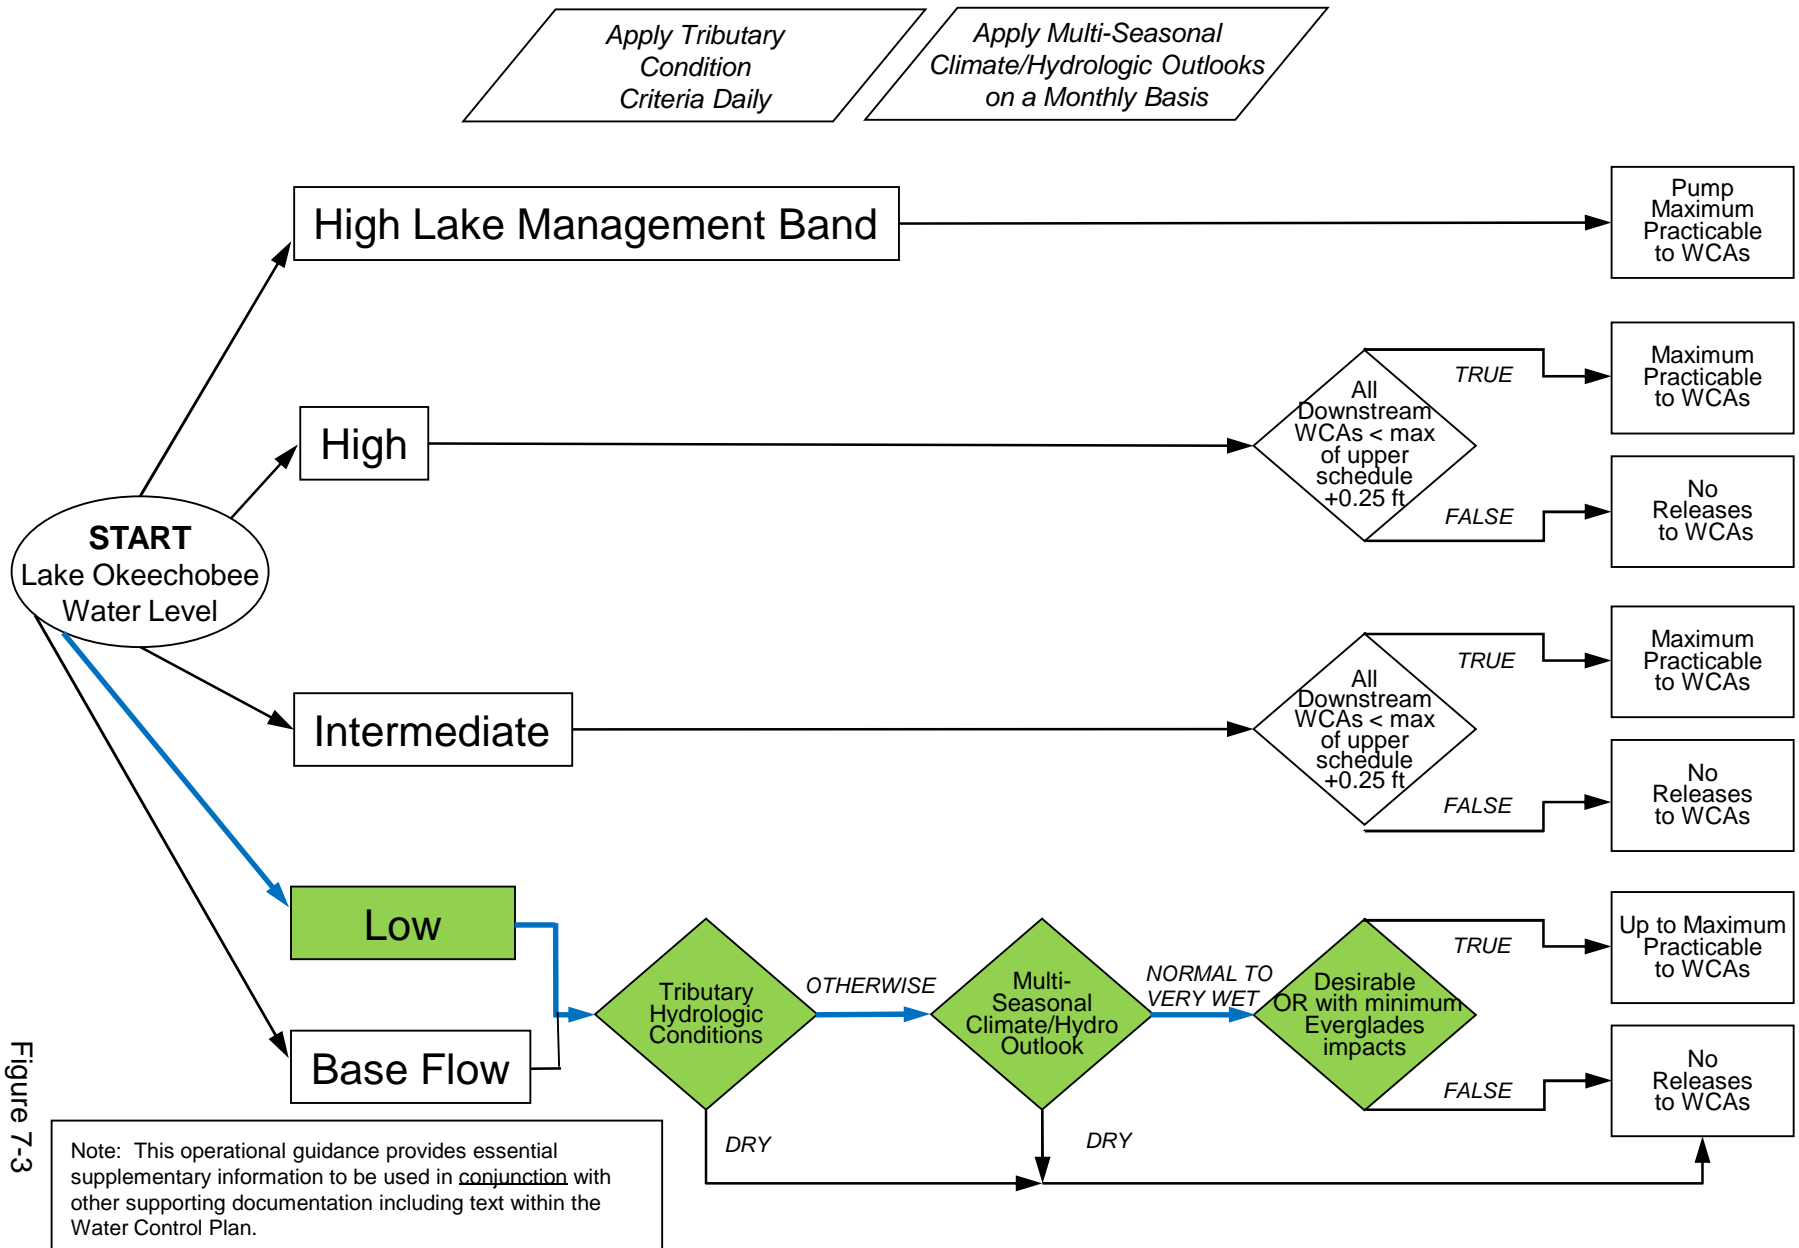 Apply Tributary
Condition
Criteria Daily
Apply Multi-Seasonal
Climate/Hydrologic Outlooks
on a Monthly Basis
High Lake Management Band
Pump
Maximum
Practicable
to WCAs
High
All
Downstream
WCAs < max
of upper
schedule
+0.25 ft
TRUE
Maximum
Practicable
to WCAs
FALSE
No
Releases
to WCAs
START
Lake Okeechobee
Water Level
Intermediate
All
Downstream
WCAs < max
of upper
schedule
+0.25 ft
TRUE
Maximum
Practicable
to WCAs
FALSE
No
Releases
to WCAs
Low
Base Flow
Tributary
Hydrologic
Conditions
OTHERWISE
DRY
Multi-
Seasonal
Climate/Hydro
Outlook
NORMAL TO
VERY WET
DRY
Desirable
OR with minimum
Everglades
impacts
TRUE
Up to Maximum
Practicable
to WCAs
FALSE
No
Releases
to WCAs
Figure 7-3
Note: This operational guidance provides essential
supplementary information to be used in conjunction with
other supporting documentation including text within the
Water Control Plan.